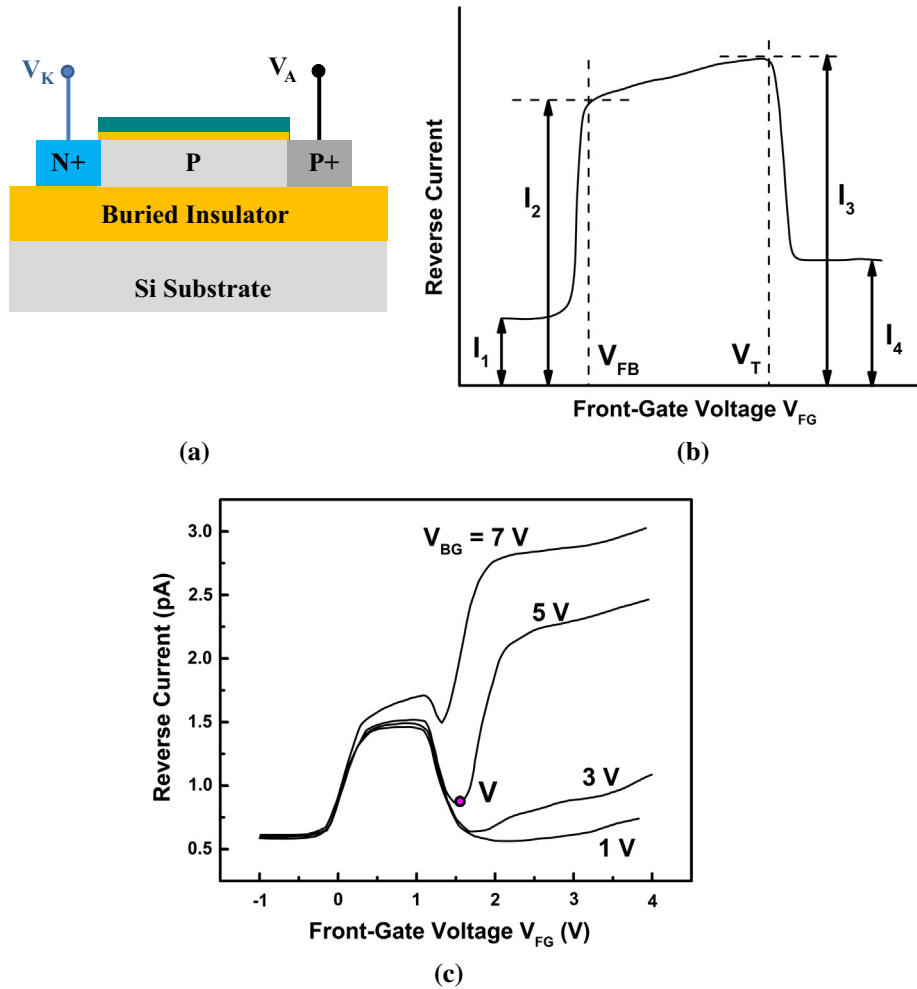 V_K
V_A
N+ P P+
Buried Insulator
Si Substrate
(a)
Reverse Current
I_1
I_2
V_FB
V_T
I_3
I_4
Front-Gate Voltage V_FG
(b)
Reverse Current (pA)
3.0
2.5
2.0
1.5
1.0
0.5
V_BG = 7 V
5 V
V
3 V
1 V
-1 0 1 2 3 4
Front-Gate Voltage V_FG (V)
(c)